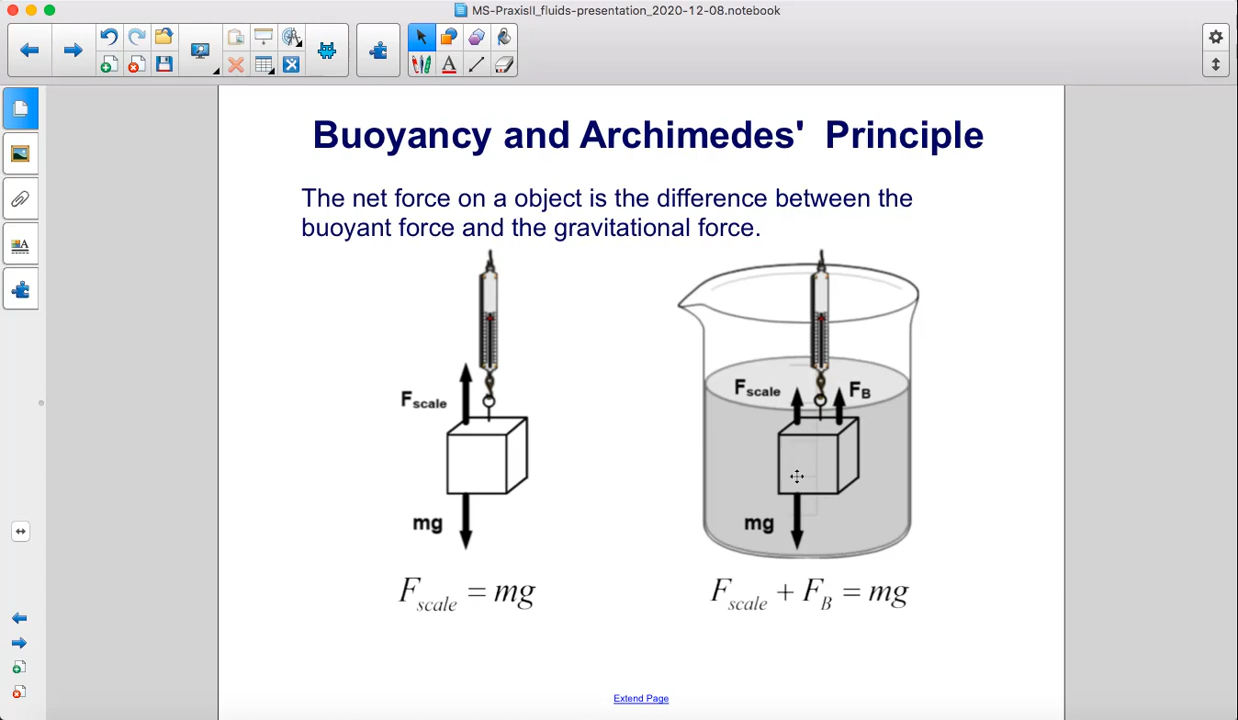 MS-PraxisII_fluids-presentation_2020-12-08.notebook
Buoyancy and Archimedes' Principle
The net force on a object is the difference between the
buoyant force and the gravitational force.
Fscale
mg
Fscale = mg
Fscale
FB
mg
Fscale + FB = mg
Extend Page